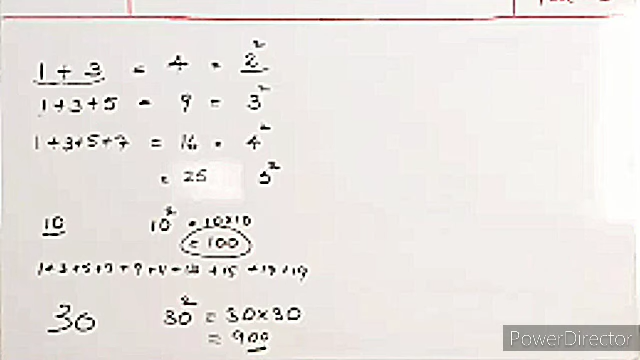 1 + 3 = 4 = 2²
1+3+5 = 9 = 3²
1+3+5+7 = 16 = 4²
= 25 5²
10 10² = 10×10
= 100
1+3+5+7+9+11+13+15+17+19
30 30² = 30×30
= 900
PowerDirector